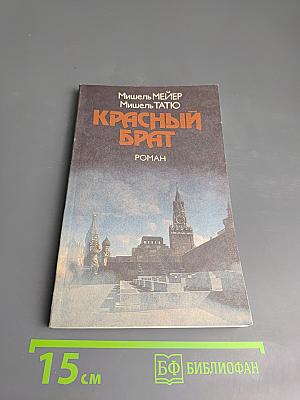 Мишель МЕЙЕР
Мишель ТАТЮ
КРАСНЫЙ
БРАТ
РОМАН
15 см
БФ БИБЛИОФАН